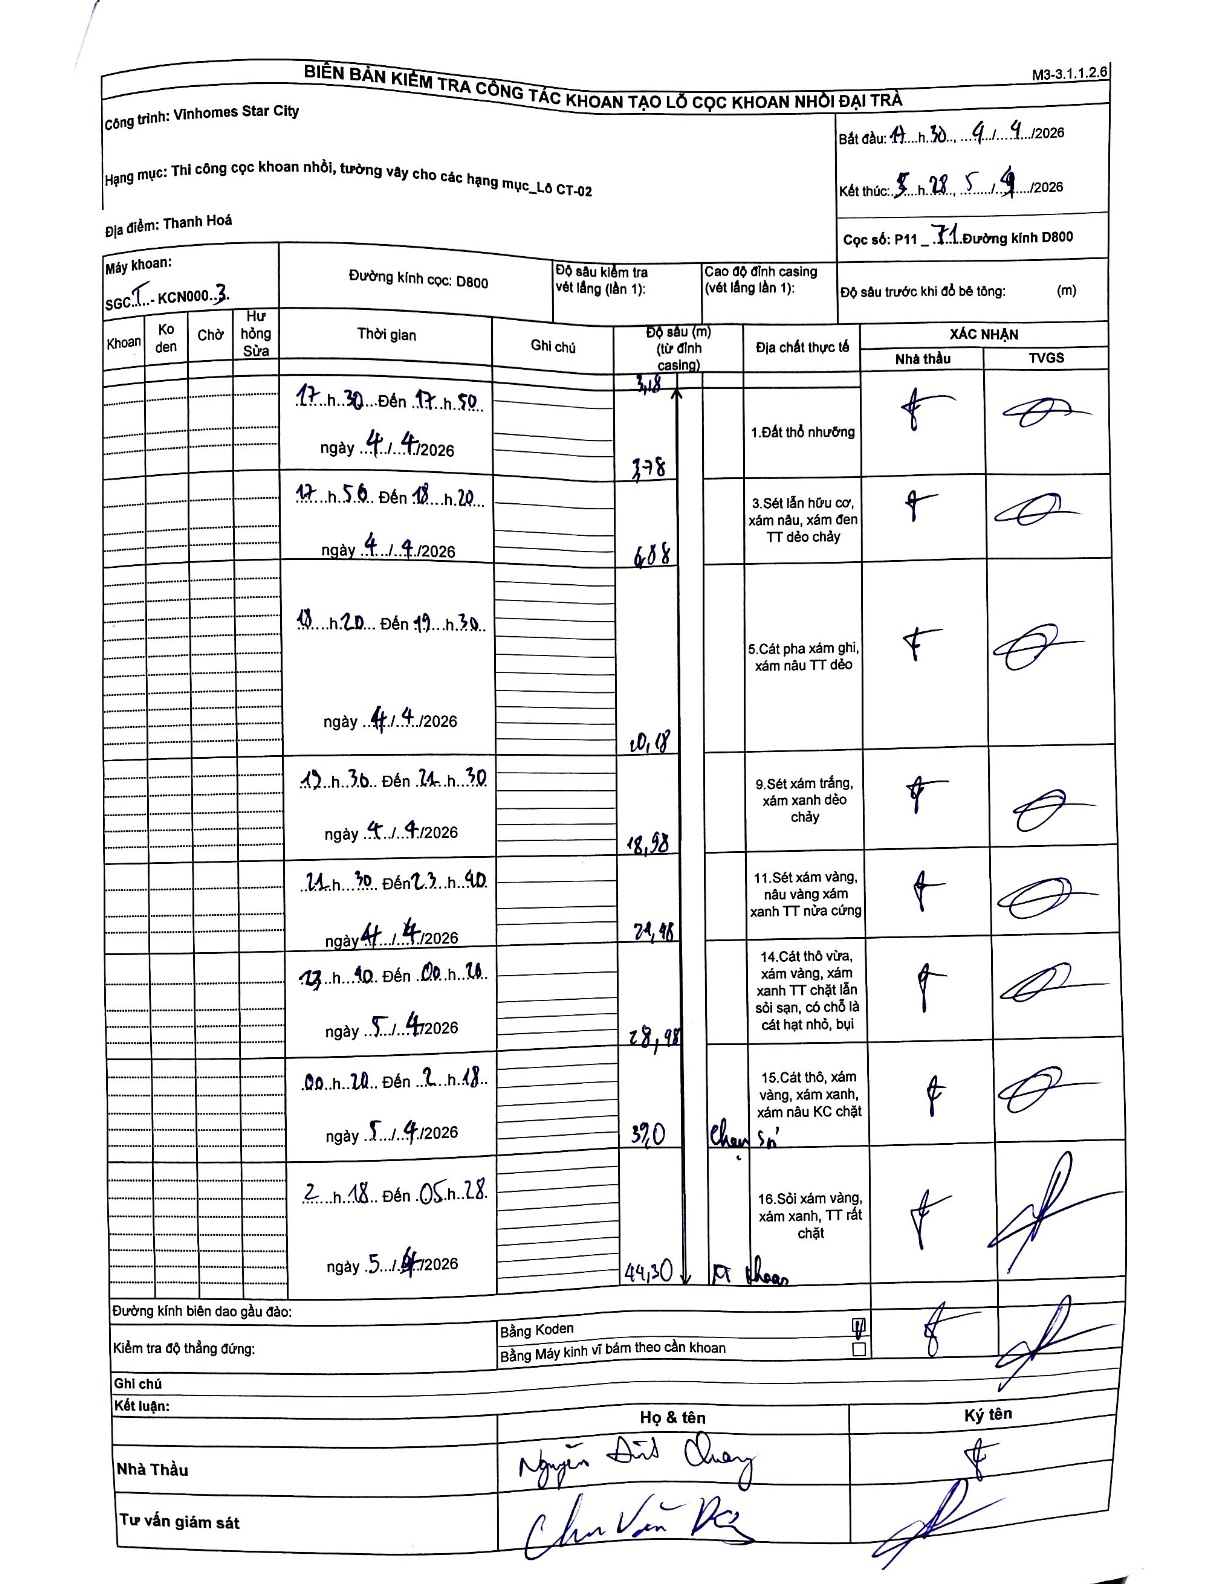 M3-3.1.1.2.6
BIÊN BẢN KIỂM TRA CÔNG TÁC KHOAN TẠO LỖ CỌC KHOAN NHỒI ĐẠI TRÀ
Công trình: Vinhomes Star City
Bắt đầu: 17...h.30..., ...4../..4../2026
Hạng mục: Thi công cọc khoan nhồi, tường vây cho các hạng mục_Lô CT-02
Kết thúc: 5 h 28, 5 / 4 /2026
Địa điểm: Thanh Hoá
Cọc số: P11 _ 71 Đường kính D800
Máy khoan:
SGC.T..- KCN000..3.
Đường kính cọc: D800
Độ sâu kiểm tra vét lắng (lần 1):
Cao độ đỉnh casing (vét lắng lần 1):
Độ sâu trước khi đổ bê tông: (m)
Khoan Ko den Chờ Hư hỏng Sửa Thời gian Ghi chú Độ sâu (m) (từ đỉnh casing) Địa chất thực tế XÁC NHẬN
Nhà thầu TVGS
3,18
17...h.30...Đến 17..h.50..
1.Đất thổ nhưỡng
ngày ..4../..4./2026
3,78
17...h.50.. Đến 18...h.20..
3.Sét lẫn hữu cơ, xám nâu, xám đen TT dẻo chảy
ngày ..4.../..4./2026
6,88
18....h.20... Đến 19...h.30..
5.Cát pha xám ghi, xám nâu TT dẻo
ngày ..4./..4../2026
10,18
19..h.30.. Đến 21..h..30
9.Sét xám trắng, xám xanh dẻo chảy
ngày ..4../..4./2026
18,98
21.h...30.. Đến 23..h..40
11.Sét xám vàng, nâu vàng xám xanh TT nửa cứng
ngày 4./...4./2026
24,48
23..h..40 Đến .00.h..20.
14.Cát thô vừa, xám vàng, xám xanh TT chặt lẫn sỏi sạn, có chỗ là cát hạt nhỏ, bụi
ngày ..5.../..4/2026
28,98
.00..h..20.. Đến ..2..h.18..
15.Cát thô, xám vàng, xám xanh, xám nâu KC chặt
ngày .5.../..4./2026
39,0 Chạm sỏi
2...h.18.. Đến .05.h..28.
16.Sỏi xám vàng, xám xanh, TT rất chặt
ngày .5.../.4./2026
44,30 KT khoan
Đường kính biên dao gầu đào:
Kiểm tra độ thẳng đứng:
Bằng Koden
Bằng Máy kinh vĩ bám theo cần khoan
Ghi chú
Kết luận:
Họ & tên Ký tên
Nhà Thầu Nguyễn Đức Quang
Tư vấn giám sát Chu Văn